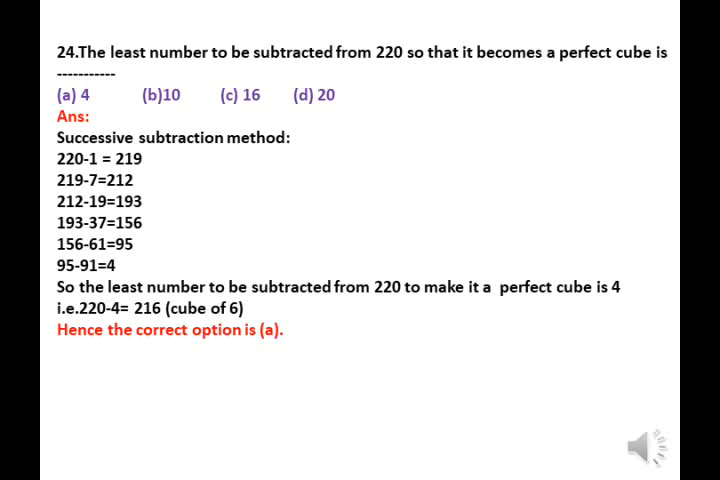 24.The least number to be subtracted from 220 so that it becomes a perfect cube is
-----------
(a) 4 (b)10 (c) 16 (d) 20
Ans:
Successive subtraction method:
220-1 = 219
219-7=212
212-19=193
193-37=156
156-61=95
95-91=4
So the least number to be subtracted from 220 to make it a perfect cube is 4
i.e.220-4= 216 (cube of 6)
Hence the correct option is (a).